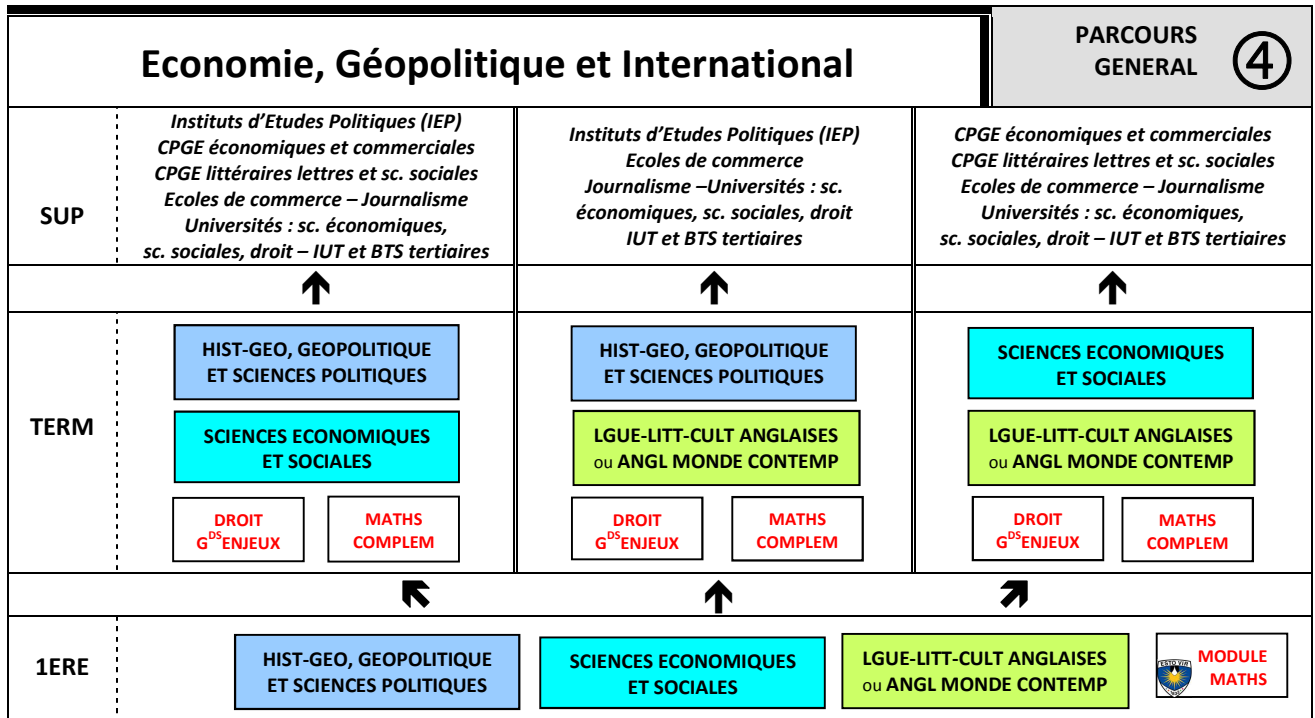 Economie, Géopolitique et International
PARCOURS
GENERAL
④
SUP
Instituts d'Etudes Politiques (IEP)
CPGE économiques et commerciales
CPGE littéraires lettres et sc. sociales
Ecoles de commerce – Journalisme
Universités : sc. économiques,
sc. sociales, droit – IUT et BTS tertiaires
Instituts d'Etudes Politiques (IEP)
Ecoles de commerce
Journalisme –Universités : sc.
économiques, sc. sociales, droit
IUT et BTS tertiaires
CPGE économiques et commerciales
CPGE littéraires lettres et sc. sociales
Ecoles de commerce – Journalisme
Universités : sc. économiques,
sc. sociales, droit – IUT et BTS tertiaires
TERM
HIST-GEO, GEOPOLITIQUE
ET SCIENCES POLITIQUES
SCIENCES ECONOMIQUES
ET SOCIALES
DROIT
GDSENJEUX
MATHS
COMPLEM
HIST-GEO, GEOPOLITIQUE
ET SCIENCES POLITIQUES
LGUE-LITT-CULT ANGLAISES
ou ANGL MONDE CONTEMP
DROIT
GDSENJEUX
MATHS
COMPLEM
SCIENCES ECONOMIQUES
ET SOCIALES
LGUE-LITT-CULT ANGLAISES
ou ANGL MONDE CONTEMP
DROIT
GDSENJEUX
MATHS
COMPLEM
1ERE
HIST-GEO, GEOPOLITIQUE
ET SCIENCES POLITIQUES
SCIENCES ECONOMIQUES
ET SOCIALES
LGUE-LITT-CULT ANGLAISES
ou ANGL MONDE CONTEMP
ESTO VIR
MODULE
MATHS